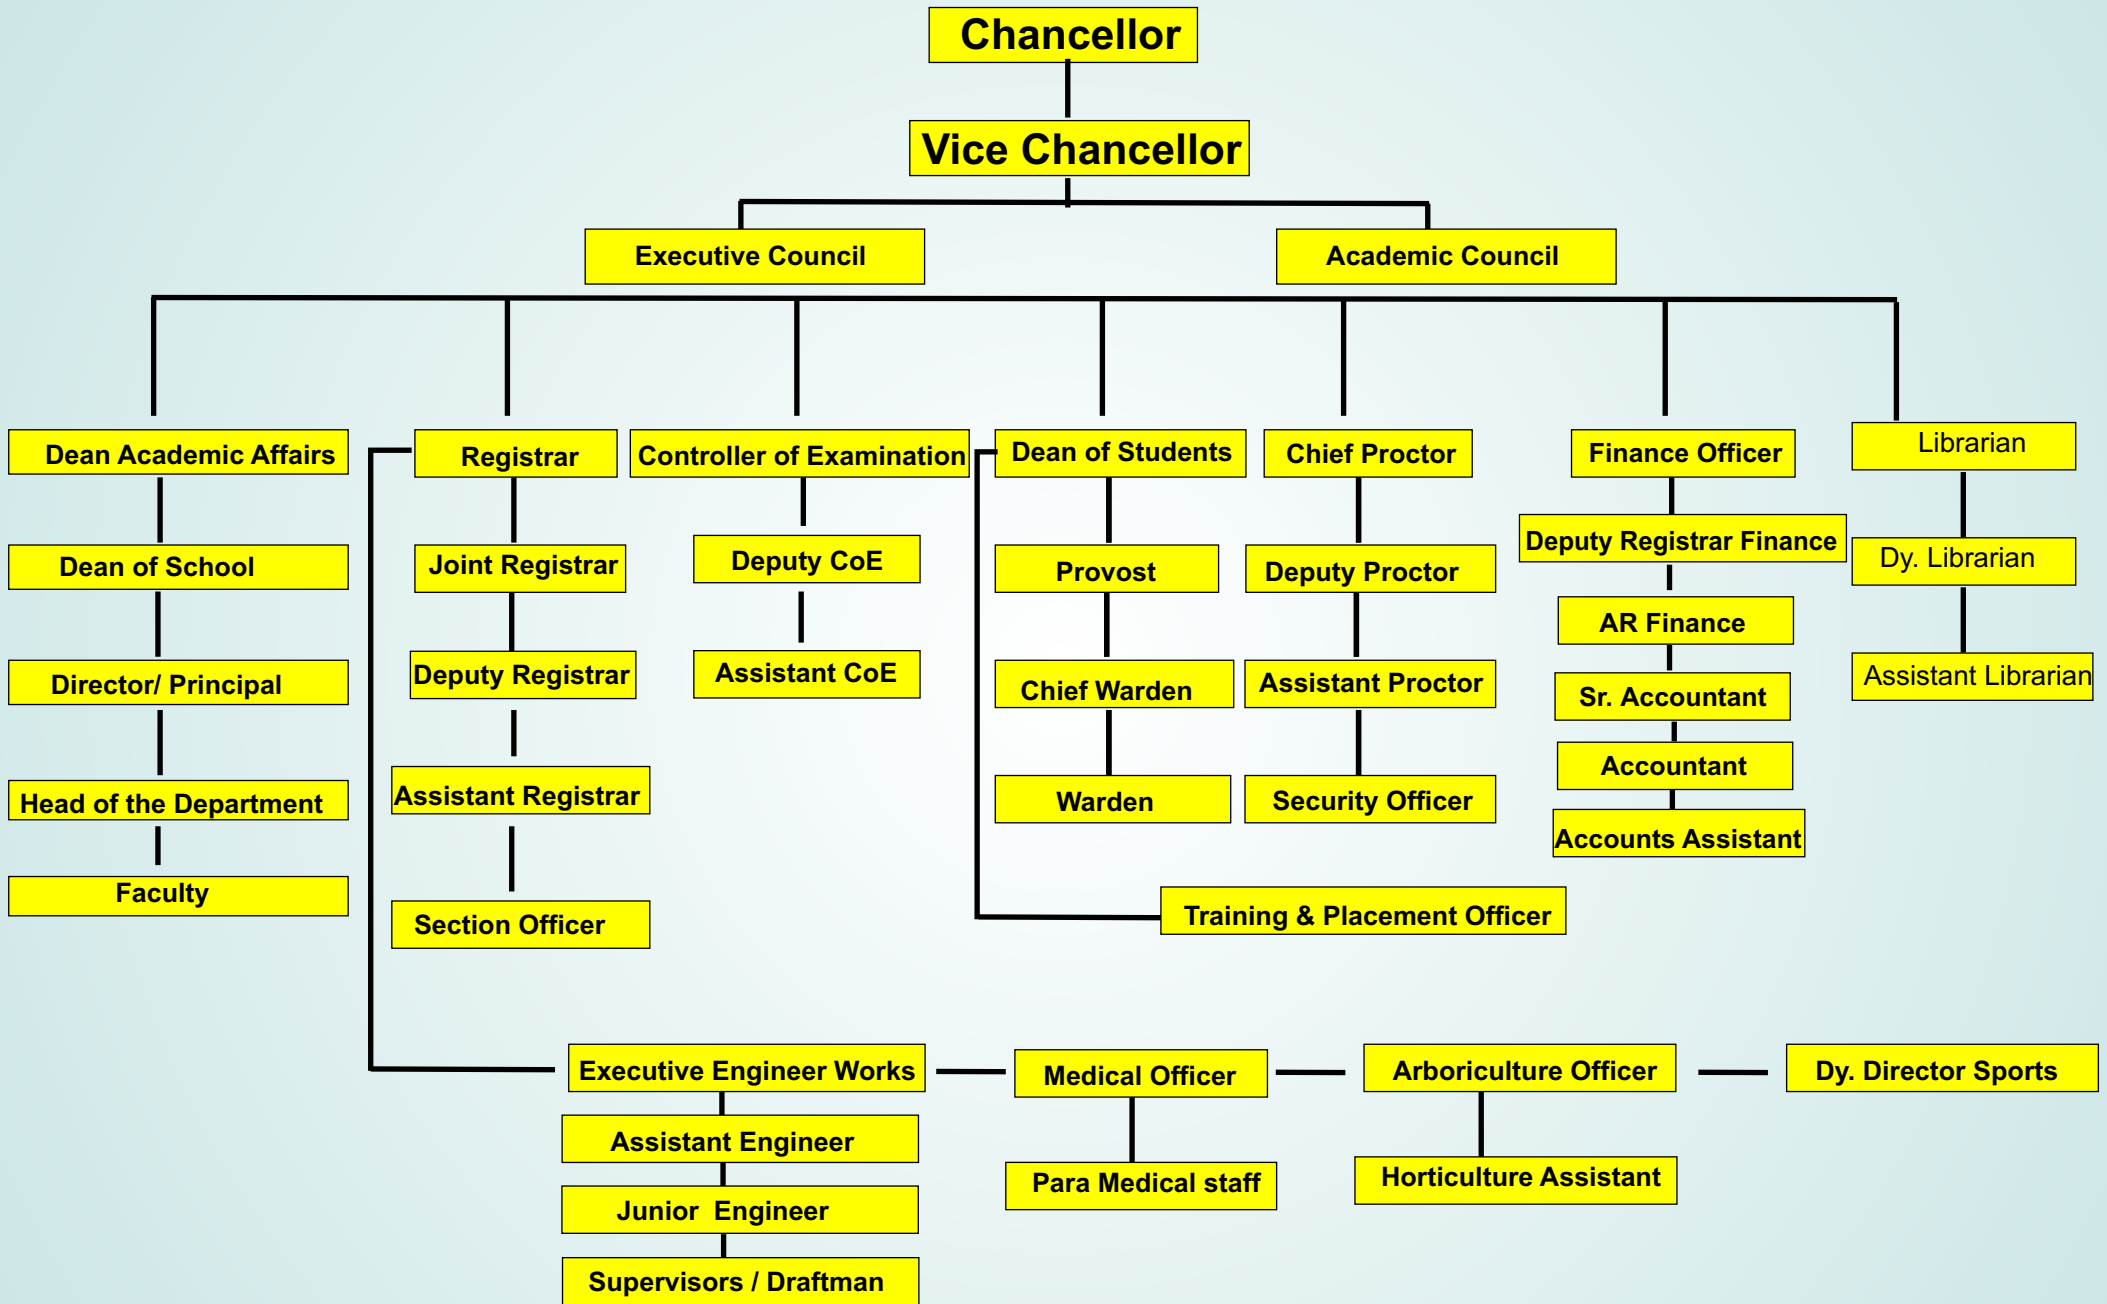 Chancellor
Vice Chancellor
Executive Council
Academic Council
Dean Academic Affairs
Registrar
Controller of Examination
Dean of Students
Chief Proctor
Finance Officer
Librarian
Dean of School
Joint Registrar
Deputy CoE
Provost
Deputy Proctor
Deputy Registrar Finance
Dy. Librarian
AR Finance
Director/ Principal
Deputy Registrar
Assistant CoE
Chief Warden
Assistant Proctor
Sr. Accountant
Assistant Librarian
Accountant
Head of the Department
Assistant Registrar
Warden
Security Officer
Accounts Assistant
Faculty
Section Officer
Training & Placement Officer
Executive Engineer Works
Medical Officer
Arboriculture Officer
Dy. Director Sports
Assistant Engineer
Para Medical staff
Horticulture Assistant
Junior  Engineer
Supervisors / Draftman